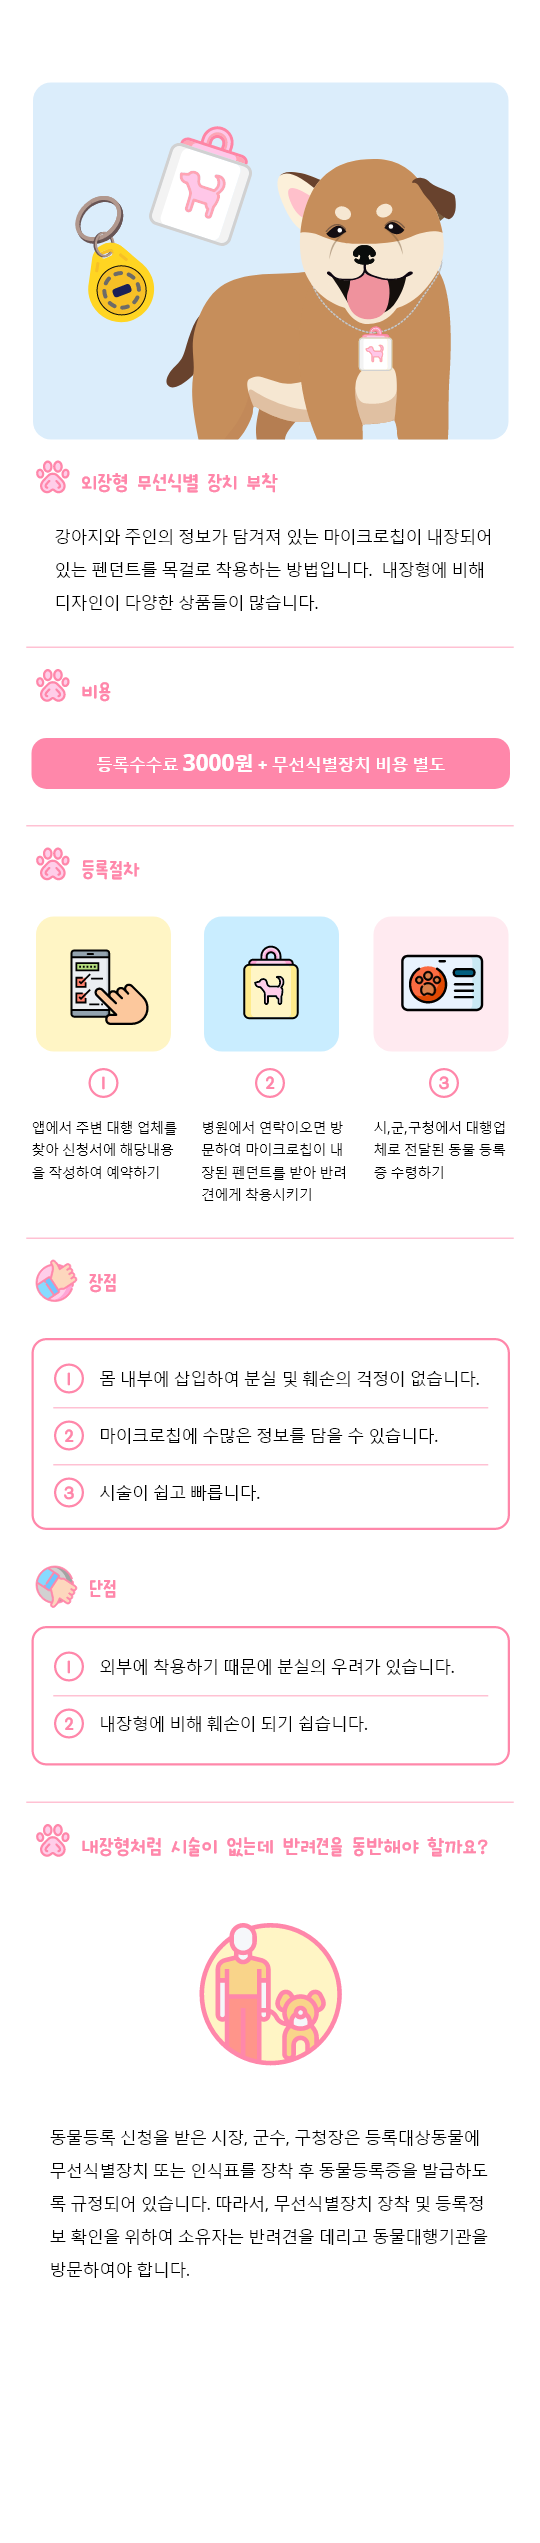 외장형 무선식별 장치 부착
강아지와 주인의 정보가 담겨져 있는 마이크로칩이 내장되어
있는 펜던트를 목걸로 착용하는 방법입니다. 내장형에 비해
디자인이 다양한 상품들이 많습니다.
비용
등록수수료 3000원 + 무선식별장치 비용 별도
등록절차
1
앱에서 주변 대행 업체를
찾아 신청서에 해당내용
을 작성하여 예약하기
2
병원에서 연락이오면 방
문하여 마이크로칩이 내
장된 펜던트를 받아 반려
견에게 착용시키기
3
시,군,구청에서 대행업
체로 전달된 동물 등록
증 수령하기
장점
1 몸 내부에 삽입하여 분실 및 훼손의 걱정이 없습니다.
2 마이크로칩에 수많은 정보를 담을 수 있습니다.
3 시술이 쉽고 빠릅니다.
단점
1 외부에 착용하기 때문에 분실의 우려가 있습니다.
2 내장형에 비해 훼손이 되기 쉽습니다.
내장형처럼 시술이 없는데 반려견을 동반해야 할까요?
동물등록 신청을 받은 시장, 군수, 구청장은 등록대상동물에
무선식별장치 또는 인식표를 장착 후 동물등록증을 발급하도
록 규정되어 있습니다. 따라서, 무선식별장치 장착 및 등록정
보 확인을 위하여 소유자는 반려견을 데리고 동물대행기관을
방문하여야 합니다.